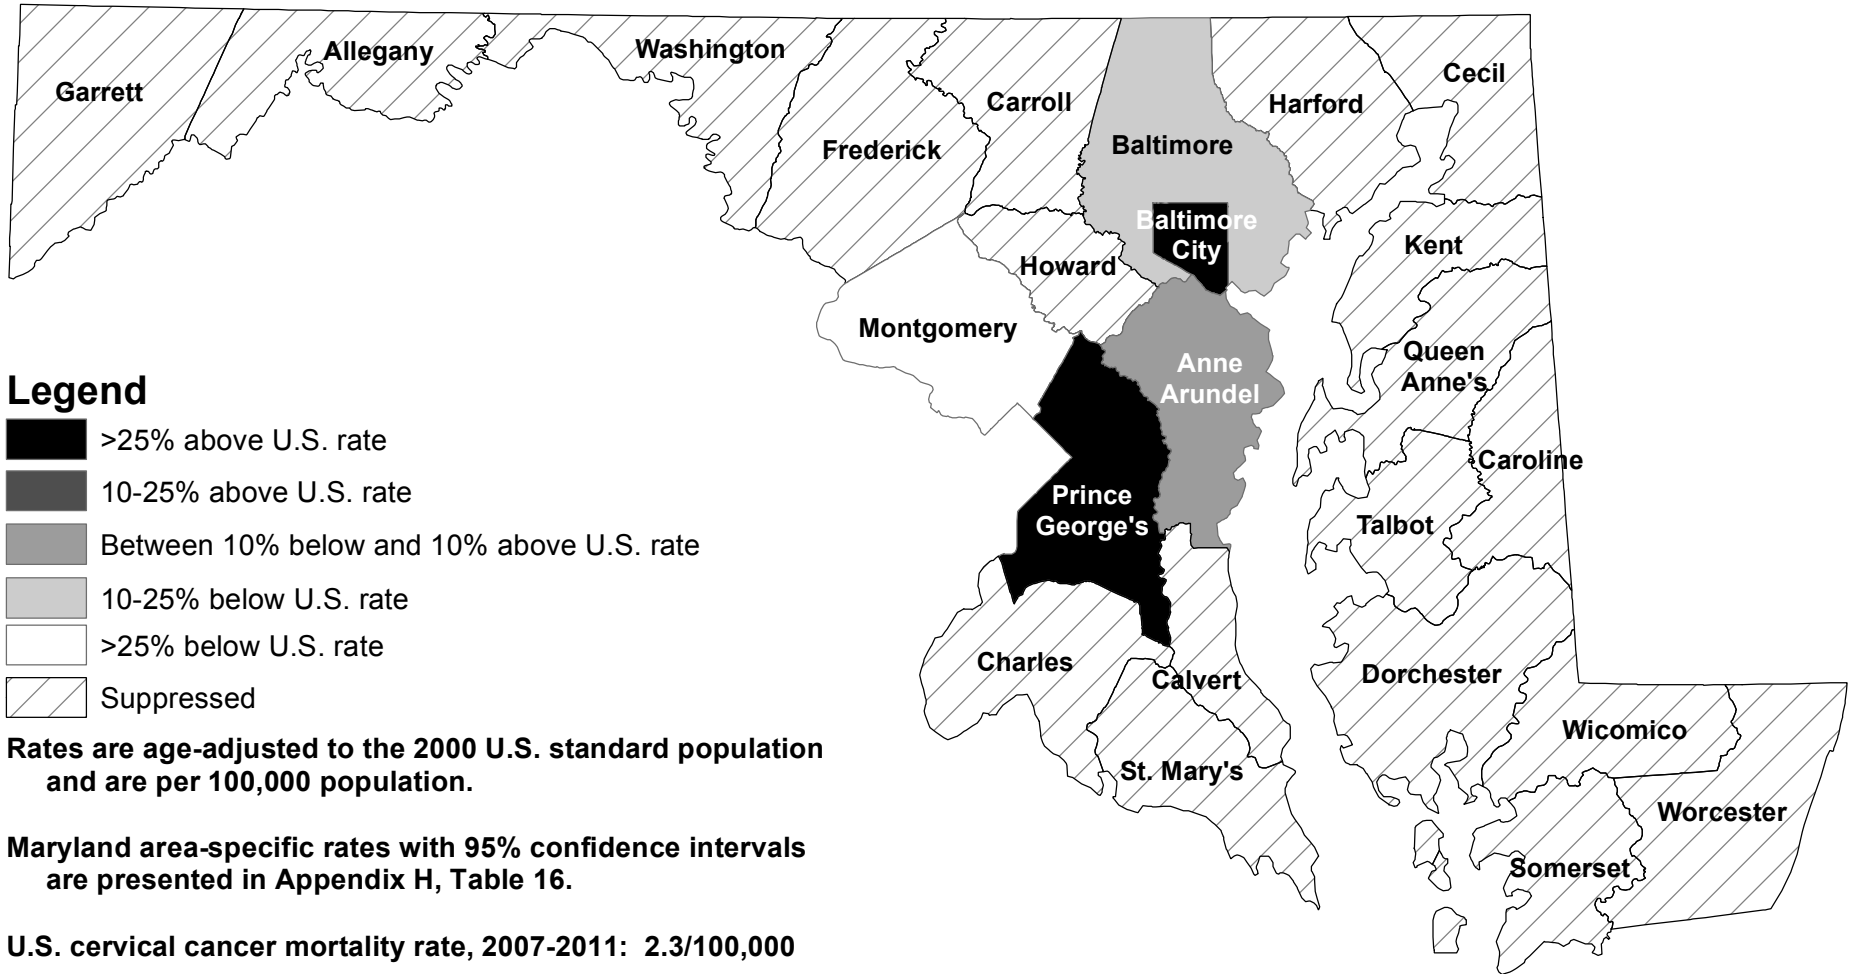 Garrett
Allegany
Washington
Frederick
Carroll
Baltimore
Harford
Cecil
Baltimore
City
Howard
Kent
Montgomery
Anne
Arundel
Queen
Anne's
Caroline
Prince
George's
Talbot
Charles
Calvert
Dorchester
St. Mary's
Wicomico
Worcester
Somerset
Legend
>25% above U.S. rate
10-25% above U.S. rate
Between 10% below and 10% above U.S. rate
10-25% below U.S. rate
>25% below U.S. rate
Suppressed
Rates are age-adjusted to the 2000 U.S. standard population
and are per 100,000 population.
Maryland area-specific rates with 95% confidence intervals
are presented in Appendix H, Table 16.
U.S. cervical cancer mortality rate, 2007-2011: 2.3/100,000